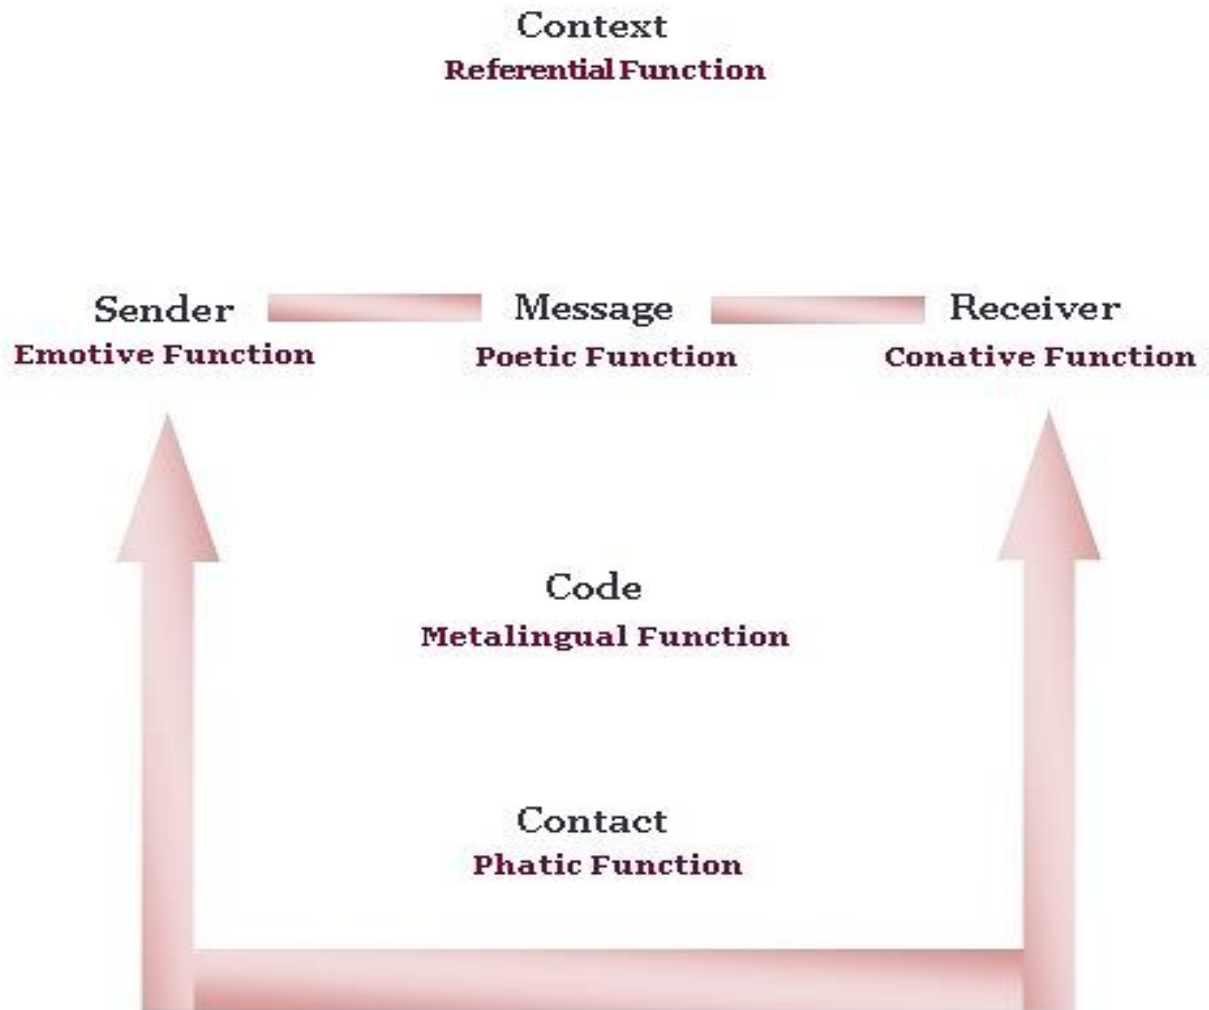 Context
Referential Function
Sender Message Receiver
Emotive Function Poetic Function Conative Function
Code
Metalingual Function
Contact
Phatic Function